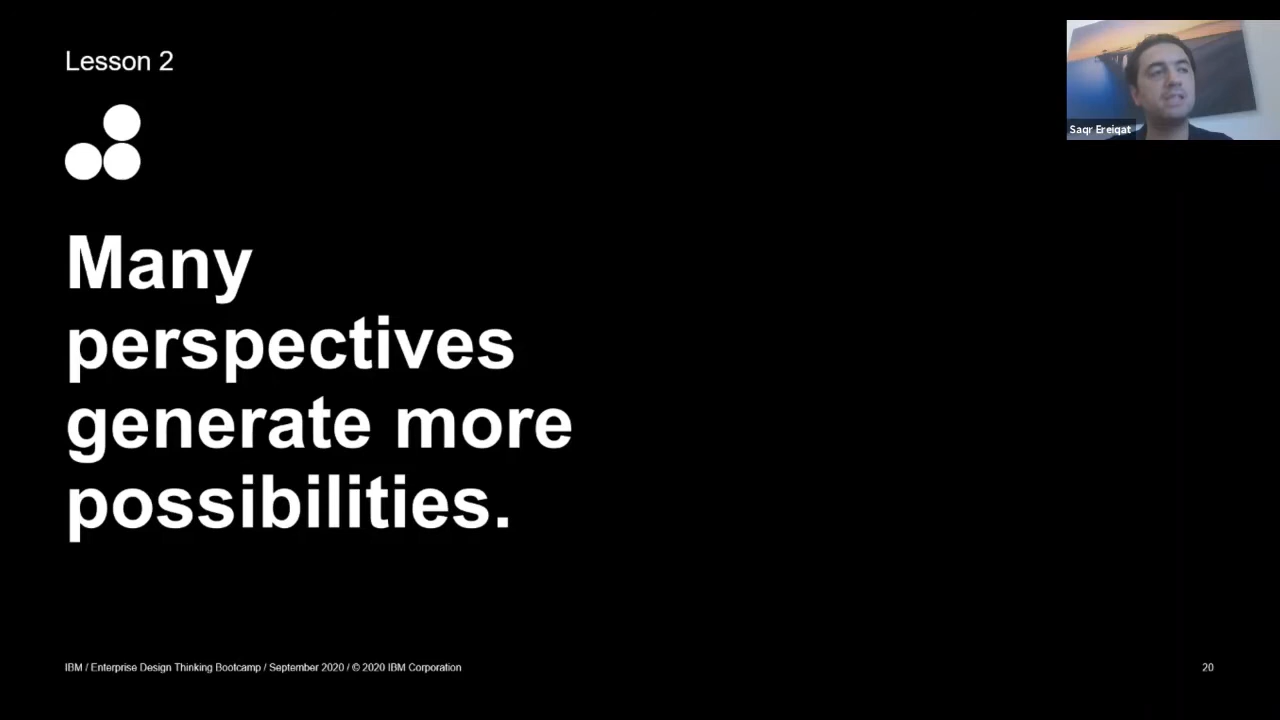 Lesson 2
Saqr Ereiqat
Many
perspectives
generate more
possibilities.
IBM / Enterprise Design Thinking Bootcamp / September 2020 / © 2020 IBM Corporation
20